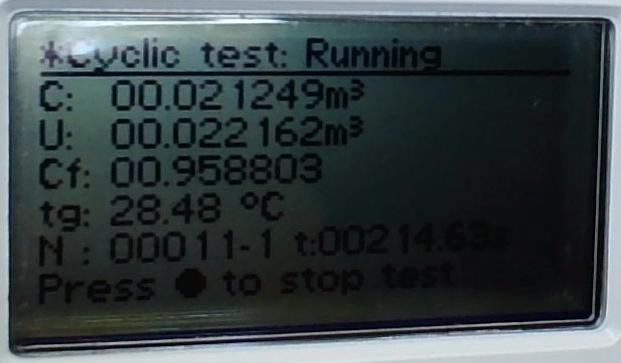 *Cyclic test: Running
C: 00.021249m³
U: 00.022162m³
Cf: 00.958803
tg: 28.48 ºC
N : 00011-1 t:00214.63s
Press ● to stop test